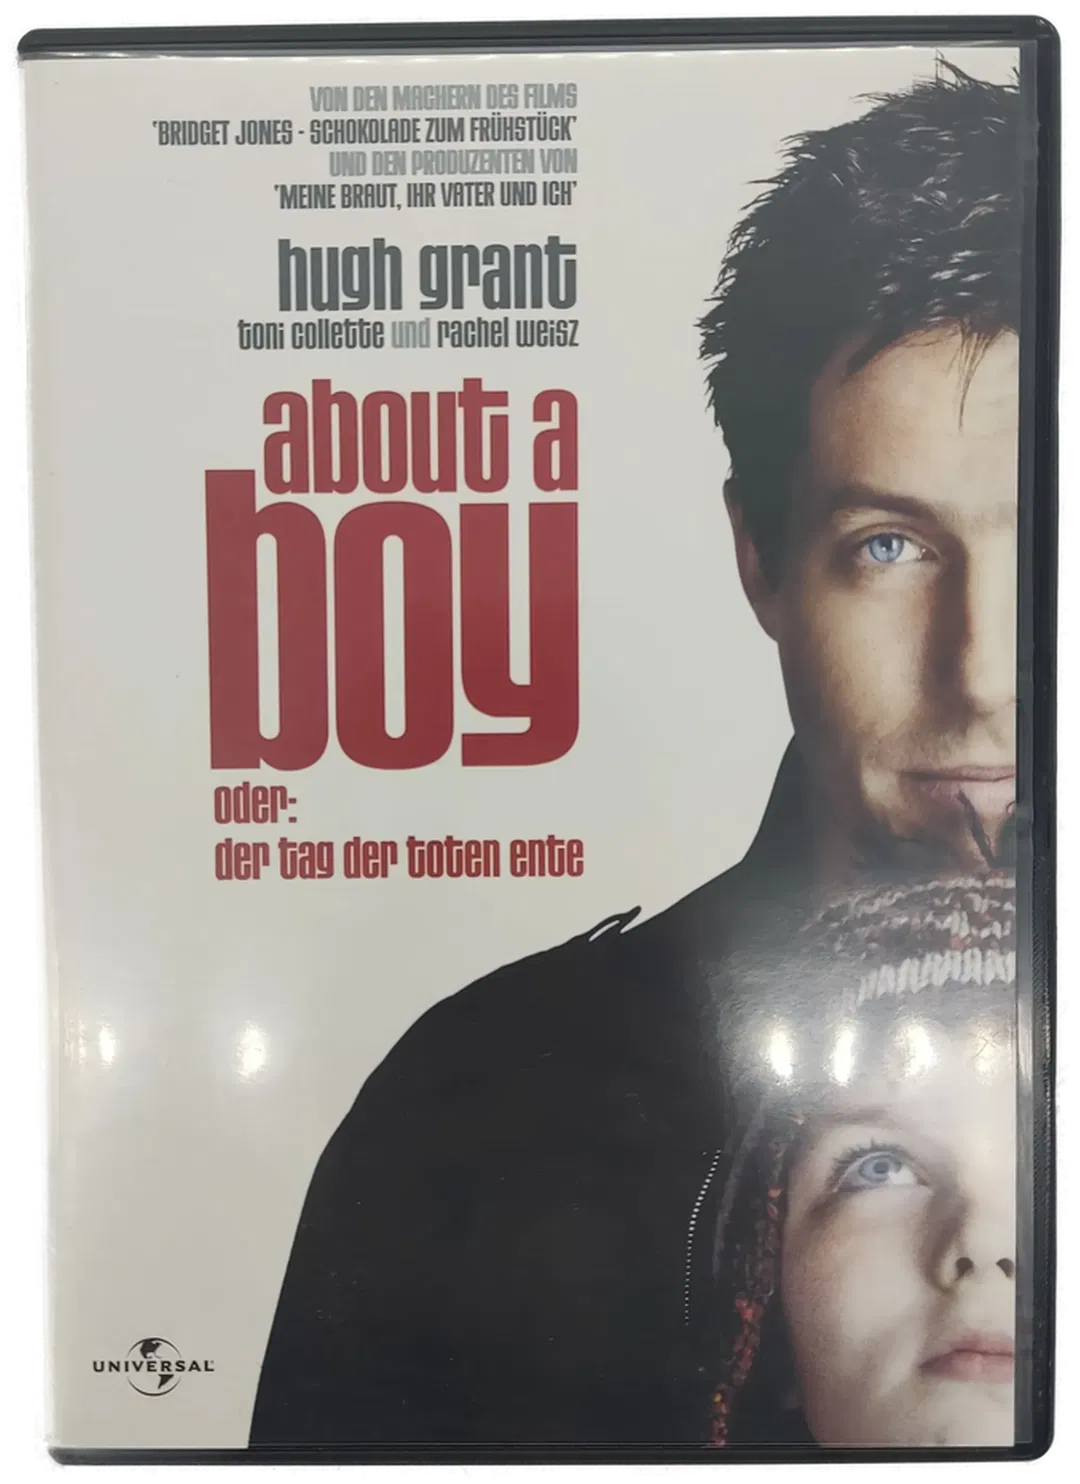 VON DEN MACHERN DES FILMS
'BRIDGET JONES - SCHOKOLADE ZUM FRÜHSTÜCK'
UND DEN PRODUZENTEN VON
'MEINE BRAUT, IHR VATER UND ICH'
hugh grant
toni collette und rachel weisz
about a
boy
oder:
der tag der toten ente
UNIVERSAL